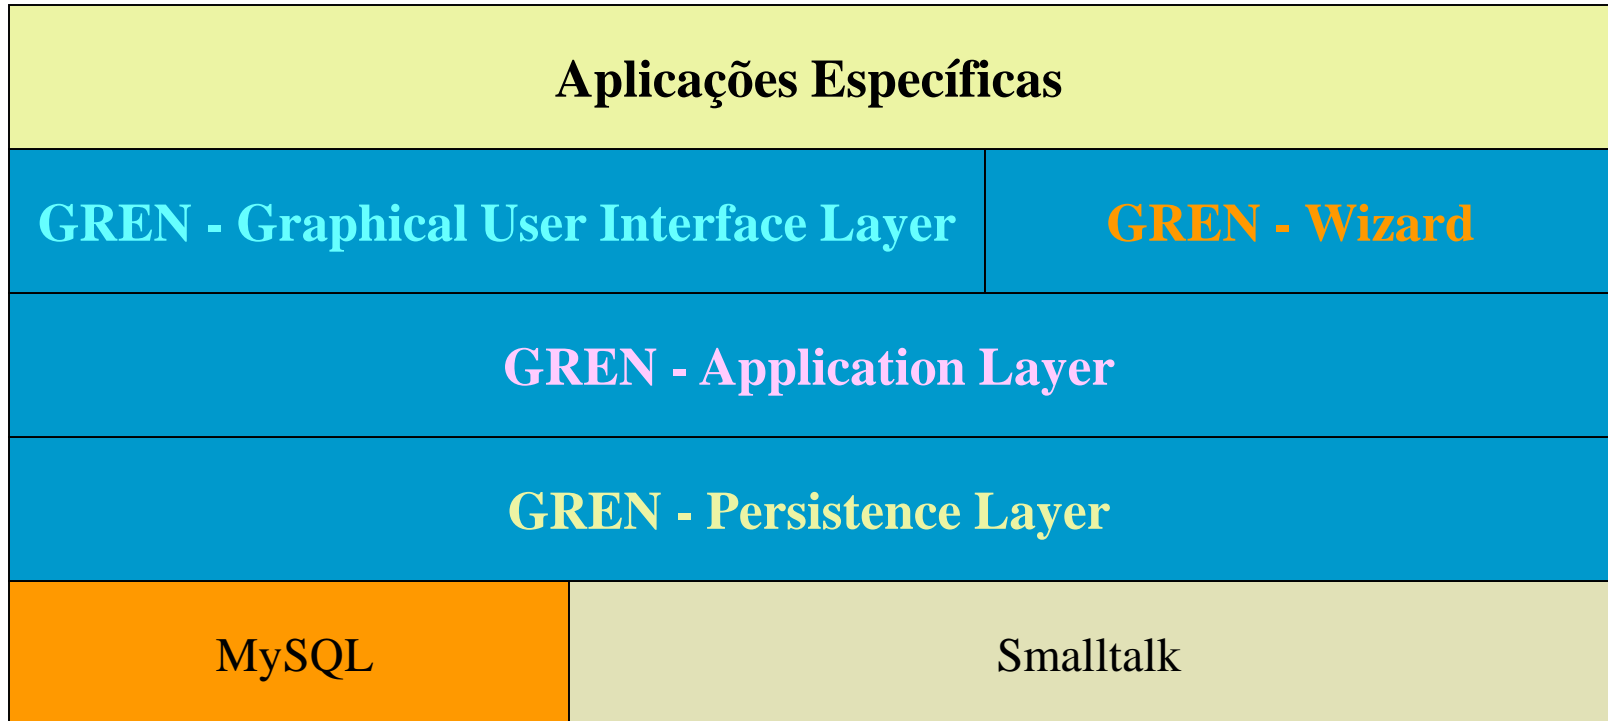 Aplicações Específicas
GREN - Graphical User Interface Layer
GREN - Wizard
GREN - Application Layer
GREN - Persistence Layer
MySQL
Smalltalk